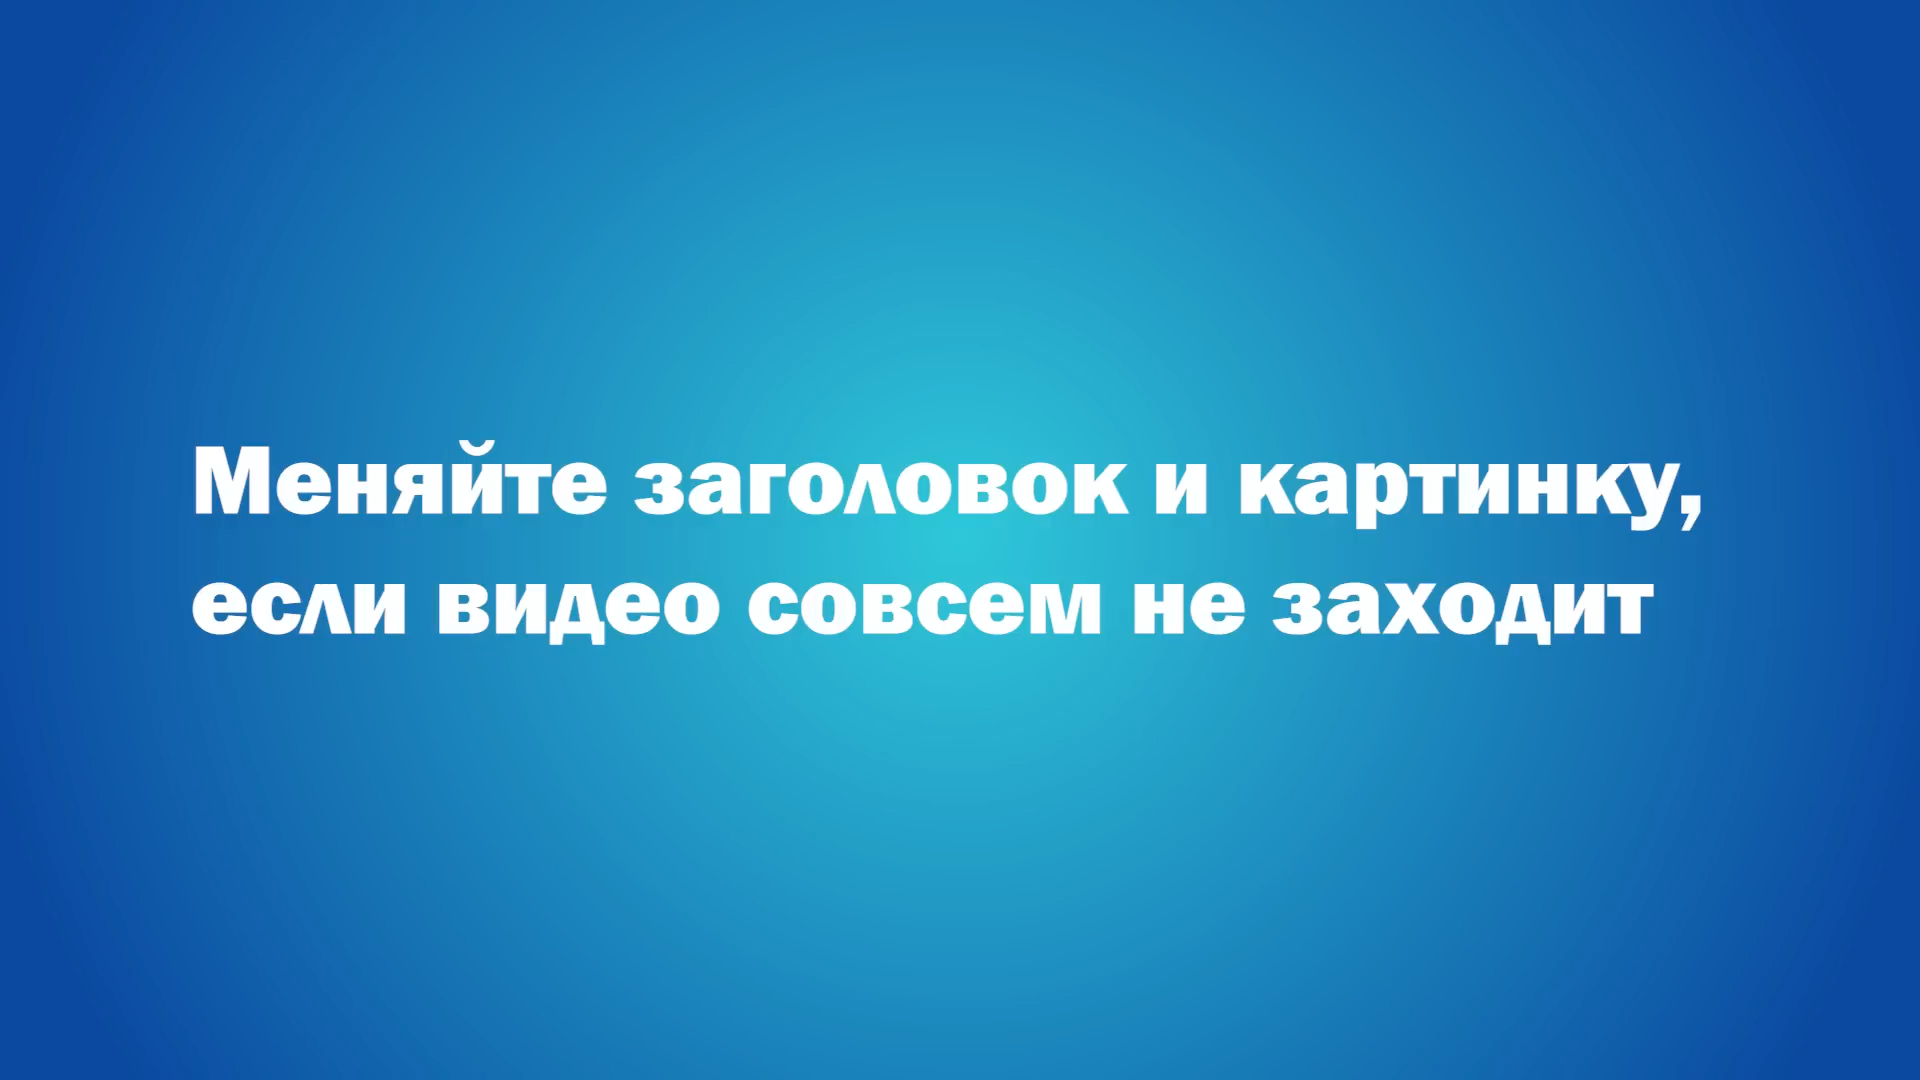 Меняйте заголовок и картинку,
если видео совсем не заходит